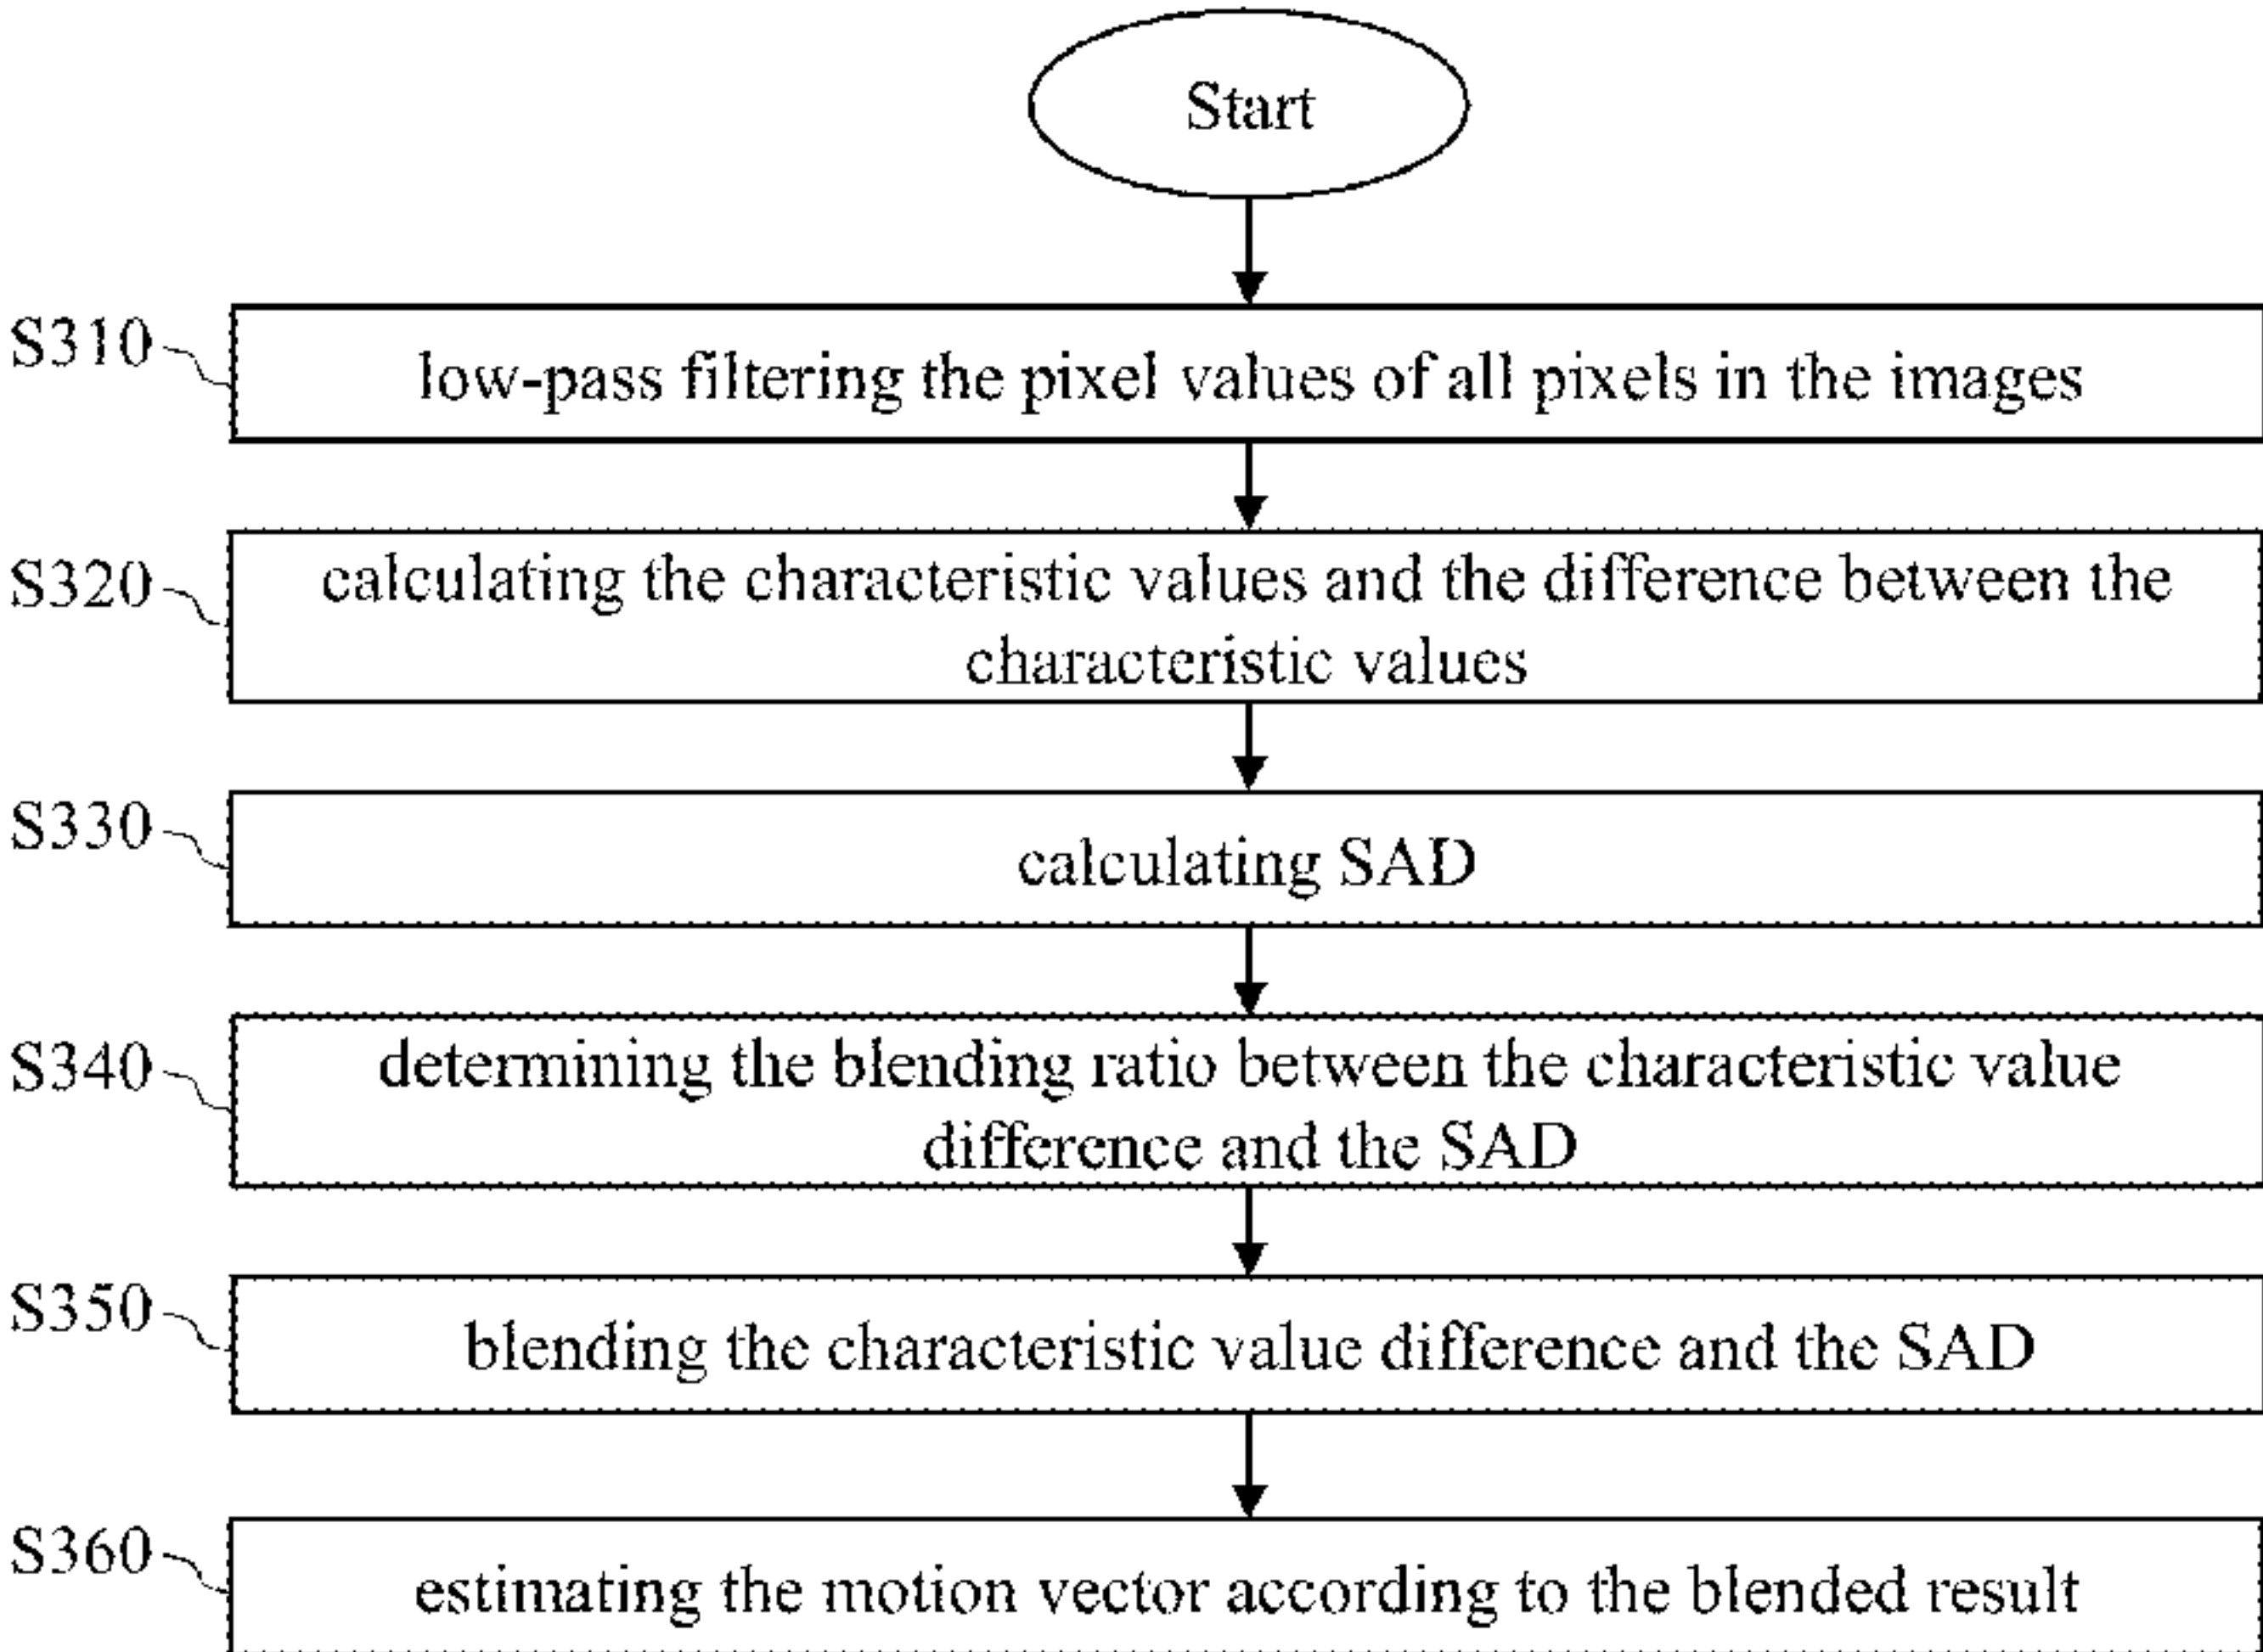 Start
S310
low-pass filtering the pixel values of all pixels in the images
S320
calculating the characteristic values and the difference between the
characteristic values
S330
calculating SAD
S340
determining the blending ratio between the characteristic value
difference and the SAD
S350
blending the characteristic value difference and the SAD
S360
estimating the motion vector according to the blended result